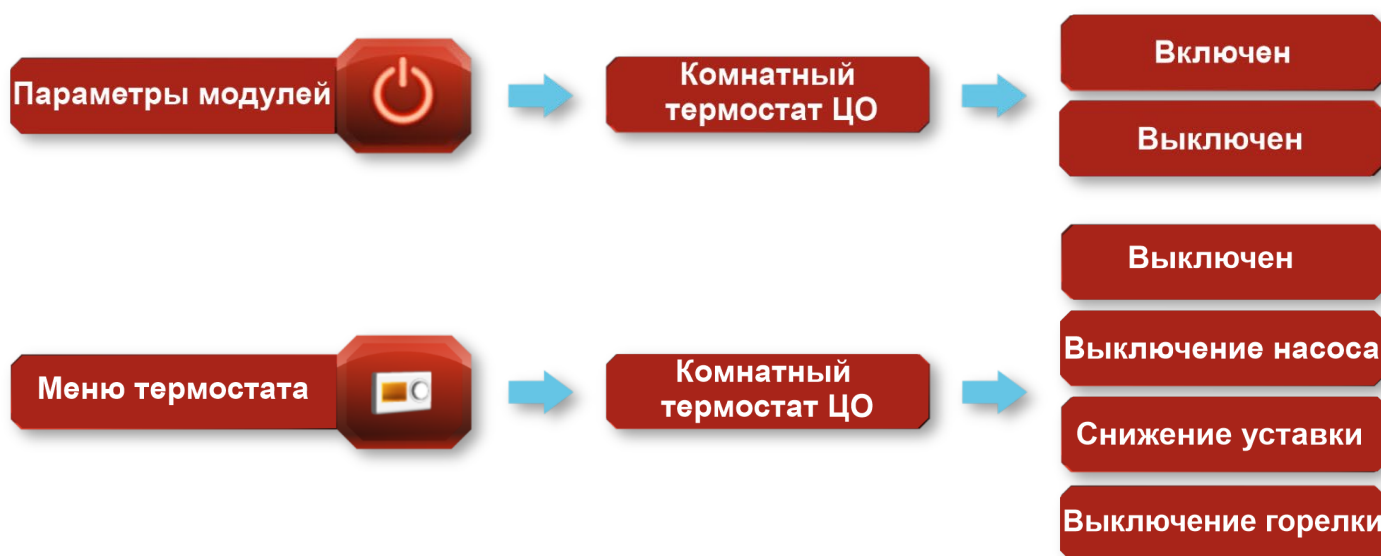 Параметры модулей
Комнатный
термостат ЦО
Включен
Выключен
Меню термостата
Комнатный
термостат ЦО
Выключен
Выключение насоса
Снижение уставки
Выключение горелки